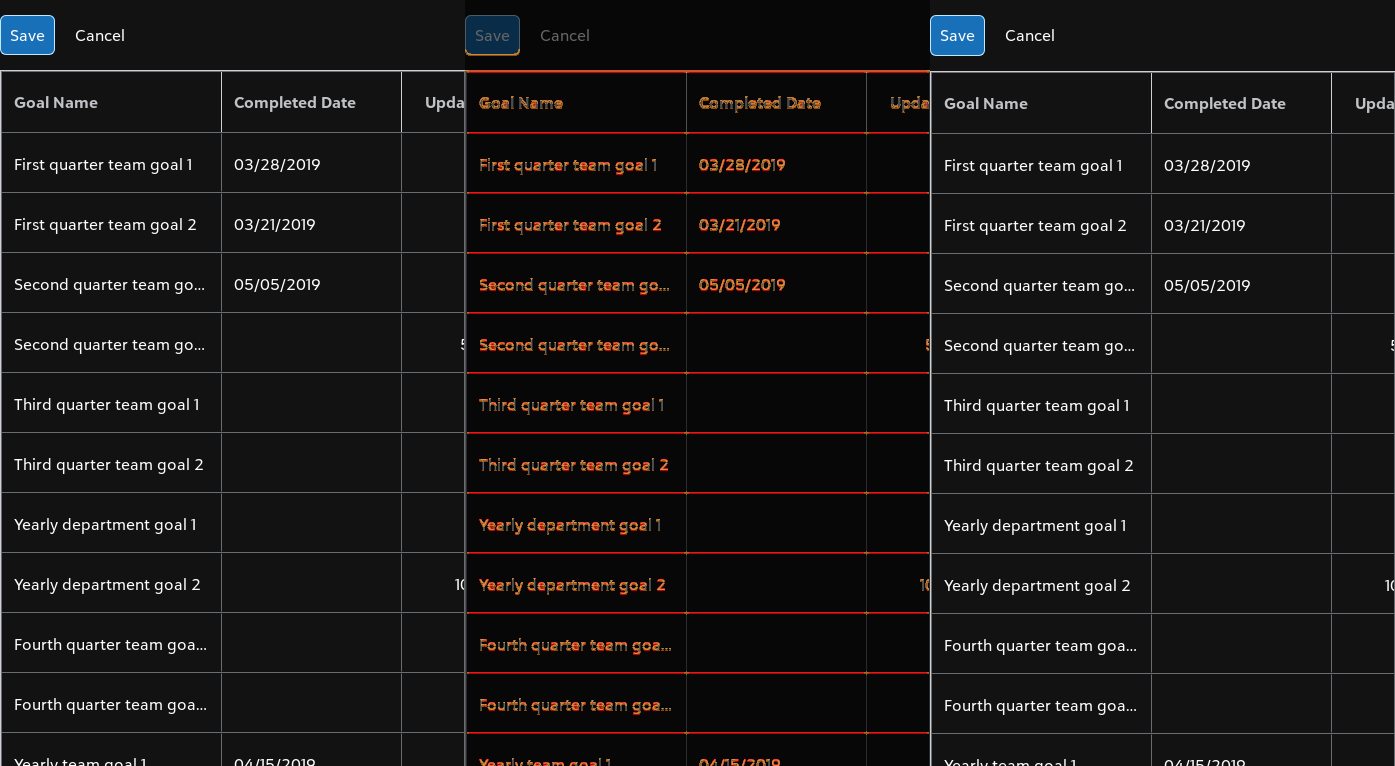 Save Cancel Save Cancel Save Cancel
Goal Name Completed Date Upda Goal Name Completed Date Upda Goal Name Completed Date Upda
First quarter team goal 1 03/28/2019 First quarter team goal 1 03/28/2019 First quarter team goal 1 03/28/2019
First quarter team goal 2 03/21/2019 First quarter team goal 2 03/21/2019 First quarter team goal 2 03/21/2019
Second quarter team go... 05/05/2019 Second quarter team go... 05/05/2019 Second quarter team go... 05/05/2019
Second quarter team go... Second quarter team go... Second quarter team go...
Third quarter team goal 1 Third quarter team goal 1 Third quarter team goal 1
Third quarter team goal 2 Third quarter team goal 2 Third quarter team goal 2
Yearly department goal 1 Yearly department goal 1 Yearly department goal 1
Yearly department goal 2 10 Yearly department goal 2 10 Yearly department goal 2 10
Fourth quarter team goa... Fourth quarter team goa... Fourth quarter team goa...
Fourth quarter team goa... Fourth quarter team goa... Fourth quarter team goa...
Yearly team goal 1 04/15/2019 Yearly team goal 1 04/15/2019 Yearly team goal 1 04/15/2019